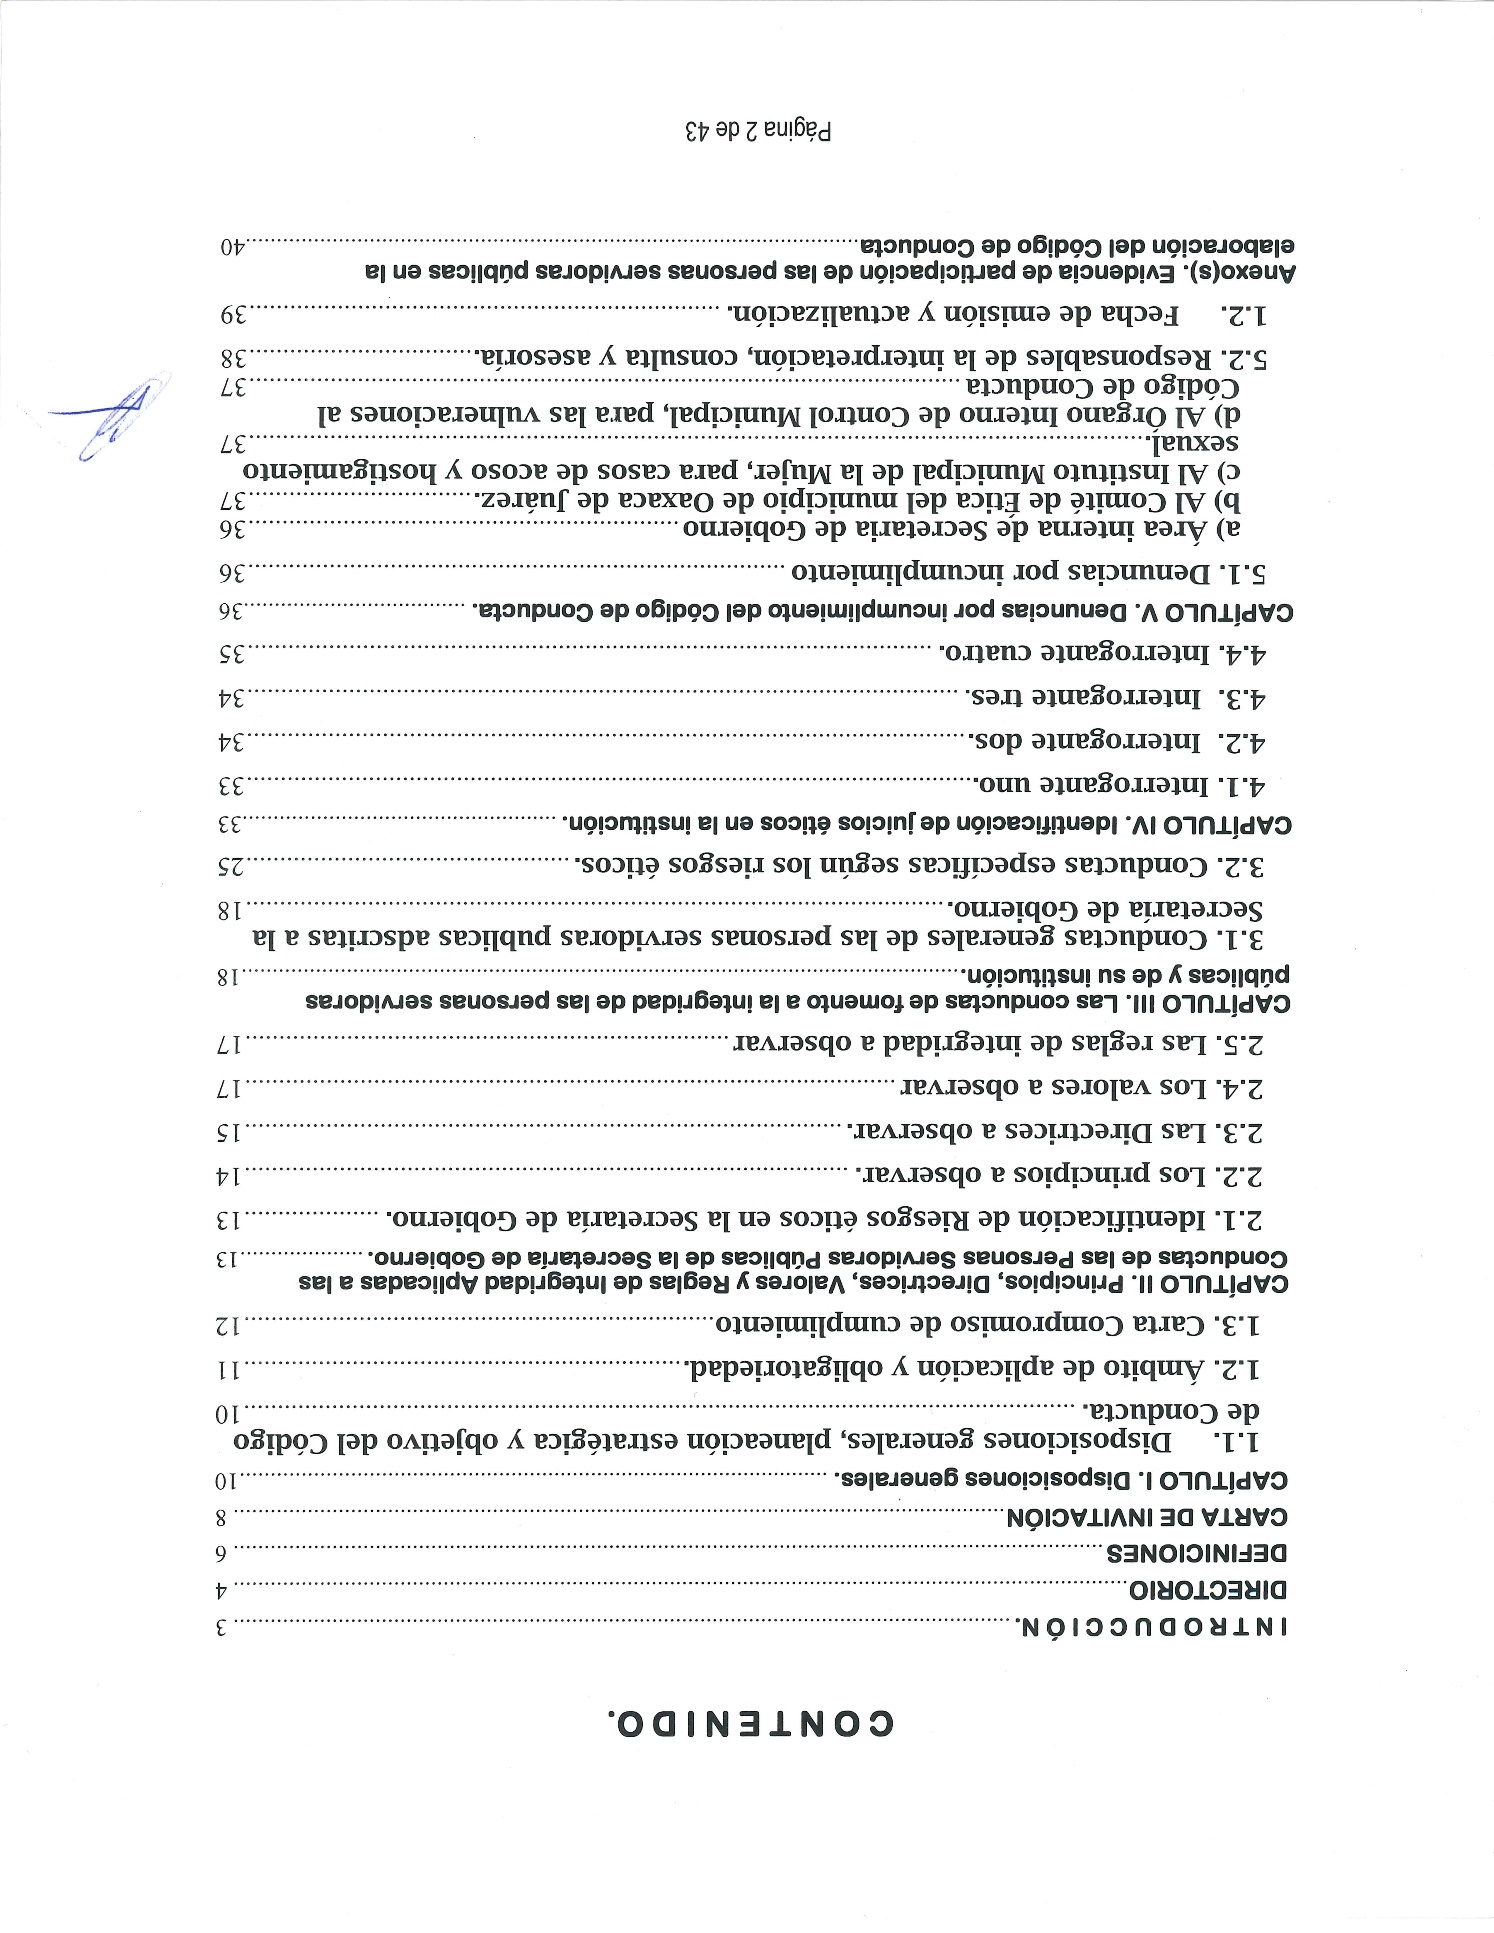 CONTENIDO.
INTRODUCCIÓN. 3
DIRECTORIO 4
DEFINICIONES 6
CARTA DE INVITACIÓN 8
CAPÍTULO I. Disposiciones generales. 10
1.1. Disposiciones generales, planeación estratégica y objetivo del Código
de Conducta. 10
1.2. Ámbito de aplicación y obligatoriedad. 11
1.3. Carta Compromiso de cumplimiento 12
CAPÍTULO II. Principios, Directrices, Valores y Reglas de Integridad Aplicadas a las
Conductas de las Personas Servidoras Públicas de la Secretaría de Gobierno. 13
2.1. Identificación de Riesgos éticos en la Secretaría de Gobierno. 13
2.2. Los principios a observar. 14
2.3. Las Directrices a observar. 15
2.4. Los valores a observar 17
2.5. Las reglas de integridad a observar 17
CAPÍTULO III. Las conductas de fomento a la integridad de las personas servidoras
públicas y de su institución. 18
3.1. Conductas generales de las personas servidoras publicas adscritas a la
Secretaría de Gobierno. 18
3.2. Conductas específicas según los riesgos éticos. 25
CAPÍTULO IV. Identificación de juicios éticos en la institución. 33
4.1. Interrogante uno. 33
4.2. Interrogante dos. 34
4.3. Interrogante tres. 34
4.4. Interrogante cuatro. 35
CAPÍTULO V. Denuncias por incumplimiento del Código de Conducta. 36
5.1. Denuncias por incumplimiento 36
a) Área interna de Secretaria de Gobierno 36
b) Al Comité de Ética del municipio de Oaxaca de Juárez. 37
c) Al Instituto Municipal de la Mujer, para casos de acoso y hostigamiento
sexual. 37
d) Al Órgano Interno de Control Municipal, para las vulneraciones al
Código de Conducta 37
5.2. Responsables de la interpretación, consulta y asesoría. 38
1.2. Fecha de emisión y actualización. 39
Anexo(s). Evidencia de participación de las personas servidoras públicas en la
elaboración del Código de Conducta 40
Página 2 de 43